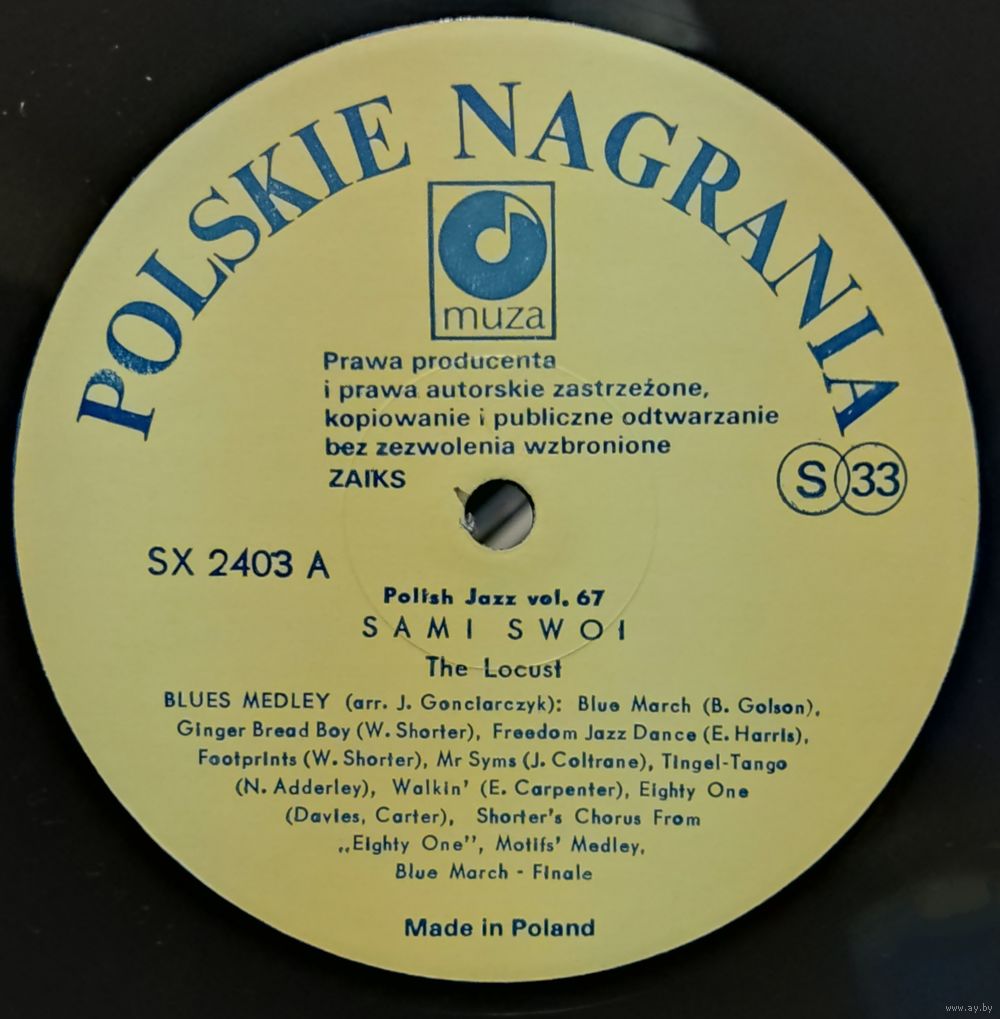 POLSKIE NAGRANIA
muza
Prawa producenta
i prawa autorskie zastrzeżone,
kopiowanie i publiczne odtwarzanie
bez zezwolenia wzbronione
ZAIKS
S 33
SX 2403 A
Polish Jazz vol. 67
SAMI SWOI
The Locust
BLUES MEDLEY (arr. J. Gonciarczyk): Blue March (B. Golson),
Ginger Bread Boy (W. Shorter), Freedom Jazz Dance (E. Harris),
Footprints (W. Shorter), Mr Syms (J. Coltrane), Tingel-Tango
(N. Adderley), Walkin' (E. Carpenter), Eighty One
(Davies, Carter), Shorter's Chorus From
„Eighty One”, Motifs' Medley,
Blue March - Finale
Made in Poland
www.ay.by